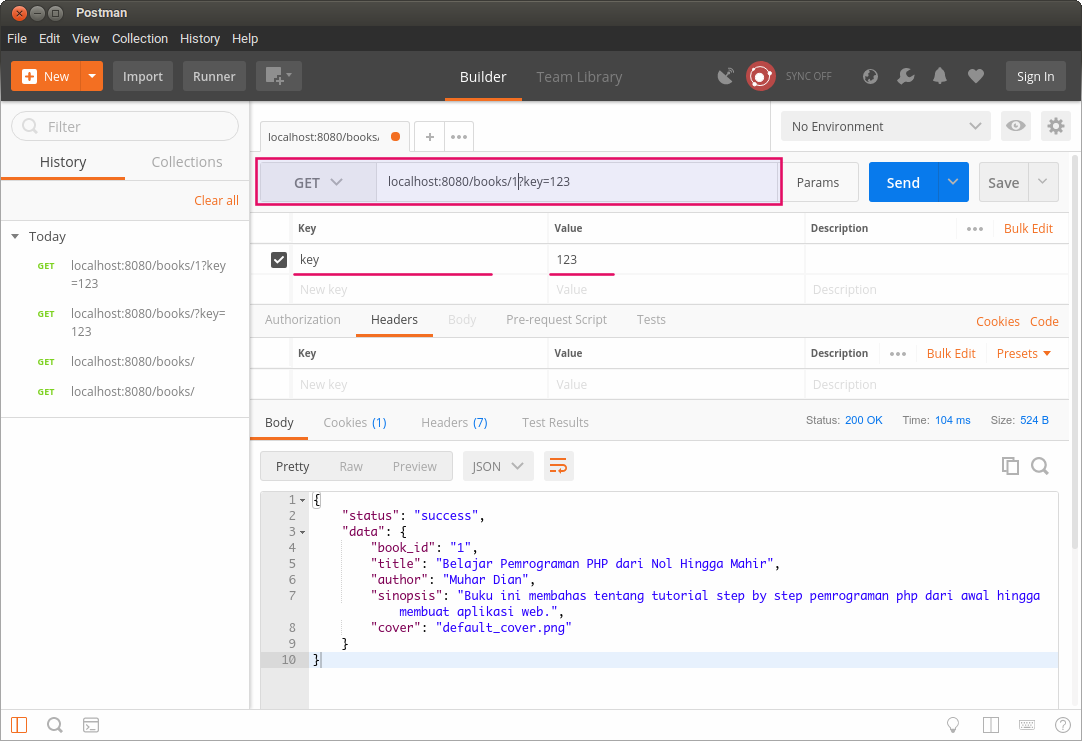 Postman
File Edit View Collection History Help
New Import Runner Builder Team Library SYNC OFF Sign In
Filter
History Collections
Clear all
Today
GET localhost:8080/books/1?key
=123
GET localhost:8080/books/?key=
123
GET localhost:8080/books/
GET localhost:8080/books/
localhost:8080/books/
No Environment
GET localhost:8080/books/1?key=123 Params Send Save
Key Value Description Bulk Edit
key 123
New key Value Description
Authorization Headers Body Pre-request Script Tests Cookies Code
Key Value Description Bulk Edit Presets
New key Value Description
Body Cookies (1) Headers (7) Test Results Status: 200 OK Time: 104 ms Size: 524 B
Pretty Raw Preview JSON
1 {
2 "status": "success",
3 "data": {
4 "book_id": "1",
5 "title": "Belajar Pemrograman PHP dari Nol Hingga Mahir",
6 "author": "Muhar Dian",
7 "sinopsis": "Buku ini membahas tentang tutorial step by step pemrograman php dari awal hingga
membuat aplikasi web.",
8 "cover": "default_cover.png"
9 }
10 }